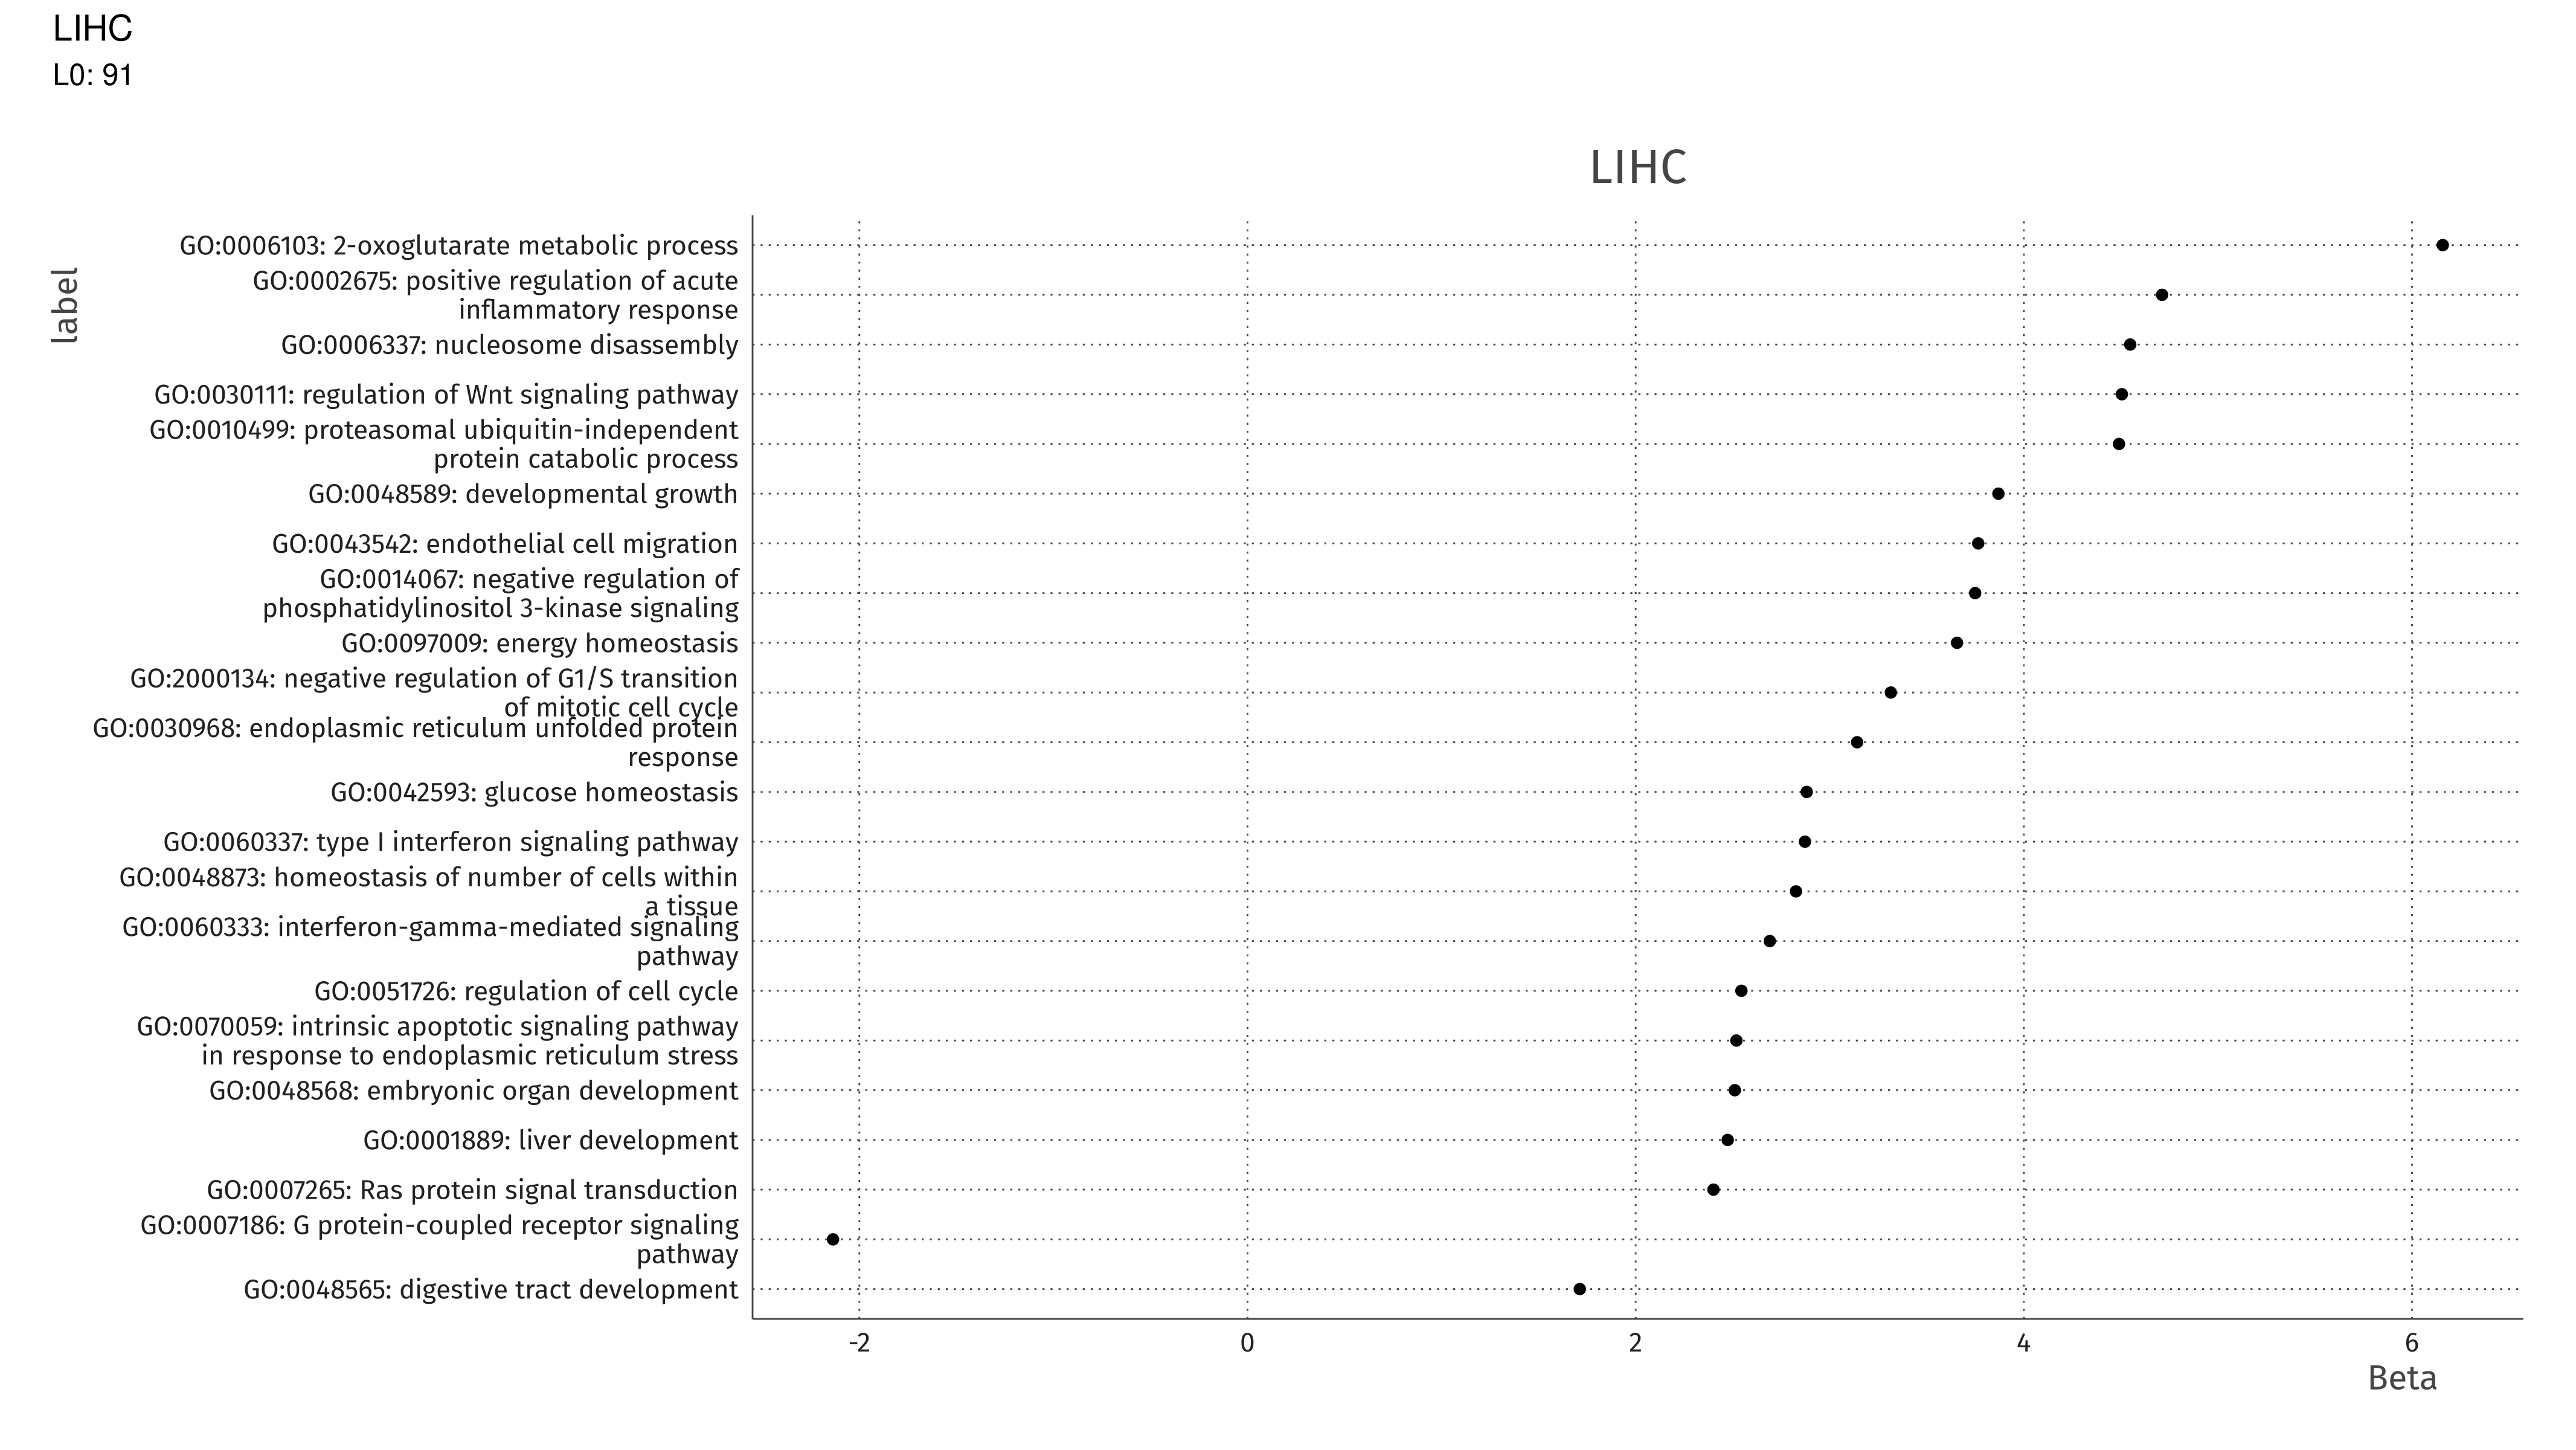 LIHC
L0: 91
LIHC
label
GO:0006103: 2-oxoglutarate metabolic process
GO:0002675: positive regulation of acute
inflammatory response
GO:0006337: nucleosome disassembly
GO:0030111: regulation of Wnt signaling pathway
GO:0010499: proteasomal ubiquitin-independent
protein catabolic process
GO:0048589: developmental growth
GO:0043542: endothelial cell migration
GO:0014067: negative regulation of
phosphatidylinositol 3-kinase signaling
GO:0097009: energy homeostasis
GO:2000134: negative regulation of G1/S transition
of mitotic cell cycle
GO:0030968: endoplasmic reticulum unfolded protein
response
GO:0042593: glucose homeostasis
GO:0060337: type I interferon signaling pathway
GO:0048873: homeostasis of number of cells within
a tissue
GO:0060333: interferon-gamma-mediated signaling
pathway
GO:0051726: regulation of cell cycle
GO:0070059: intrinsic apoptotic signaling pathway
in response to endoplasmic reticulum stress
GO:0048568: embryonic organ development
GO:0001889: liver development
GO:0007265: Ras protein signal transduction
GO:0007186: G protein-coupled receptor signaling
pathway
GO:0048565: digestive tract development
-2 0 2 4 6
Beta